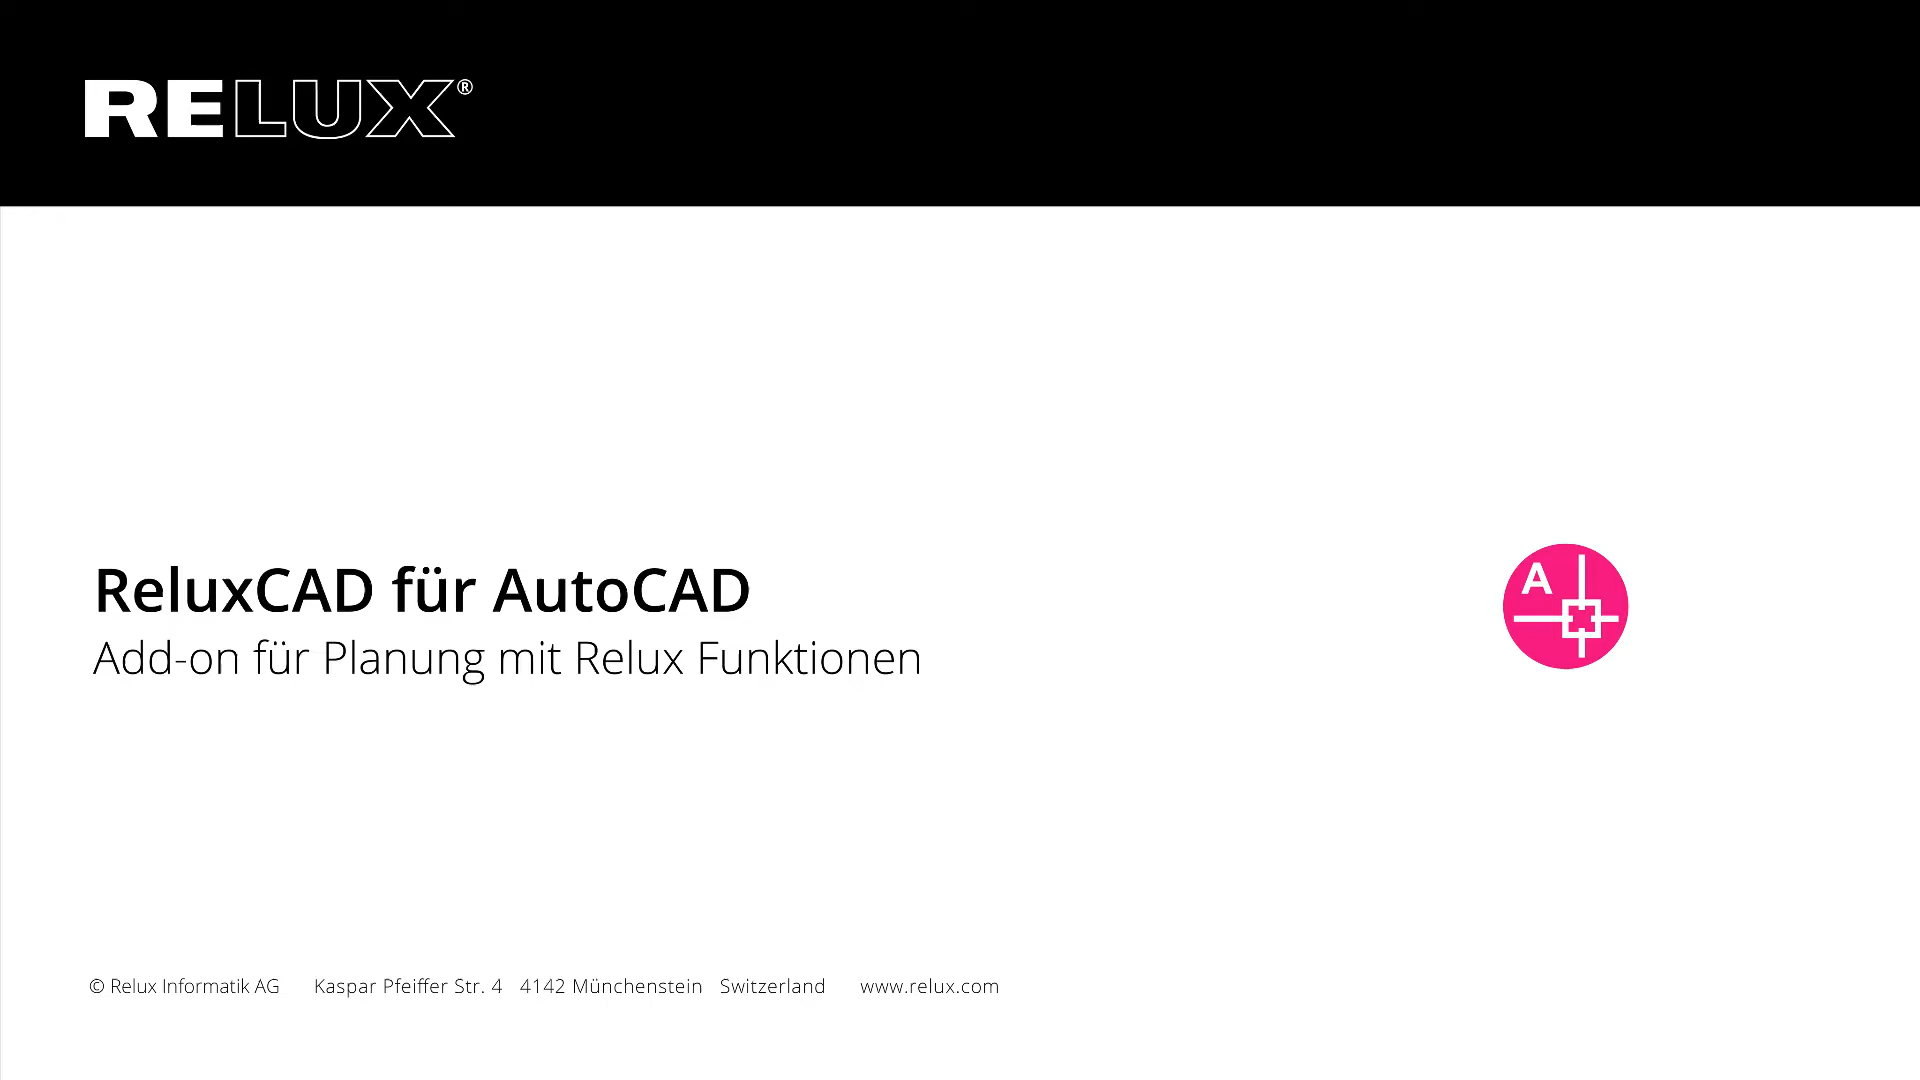 RELUX®
ReluxCAD für AutoCAD
Add-on für Planung mit Relux Funktionen
A
© Relux Informatik AG Kaspar Pfeiffer Str. 4 4142 Münchenstein Switzerland www.relux.com